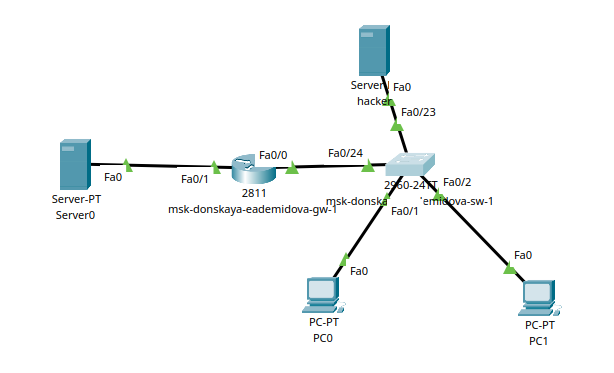 Server
hacker
Fa0
Fa0/23
Fa0/24
Fa0/0
Fa0
Fa0/1
Server-PT
Server0
2811
msk-donskaya-eademidova-gw-1
2960-24TT
Fa0/2
msk-donska
emidova-sw-1
Fa0/1
Fa0
PC-PT
PC0
Fa0
PC-PT
PC1